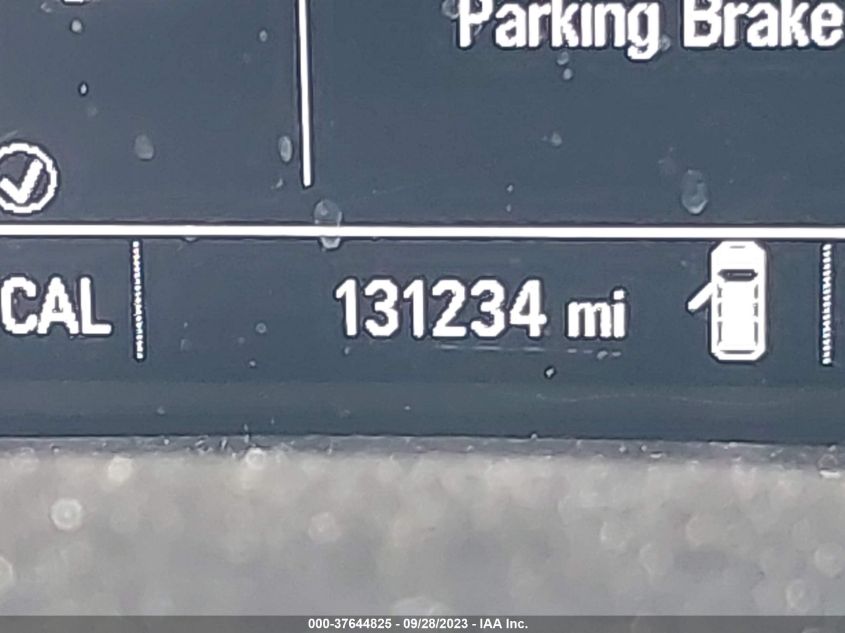 Parking Brake
CAL
131234 mi
000-37644825 - 09/28/2023 - IAA Inc.